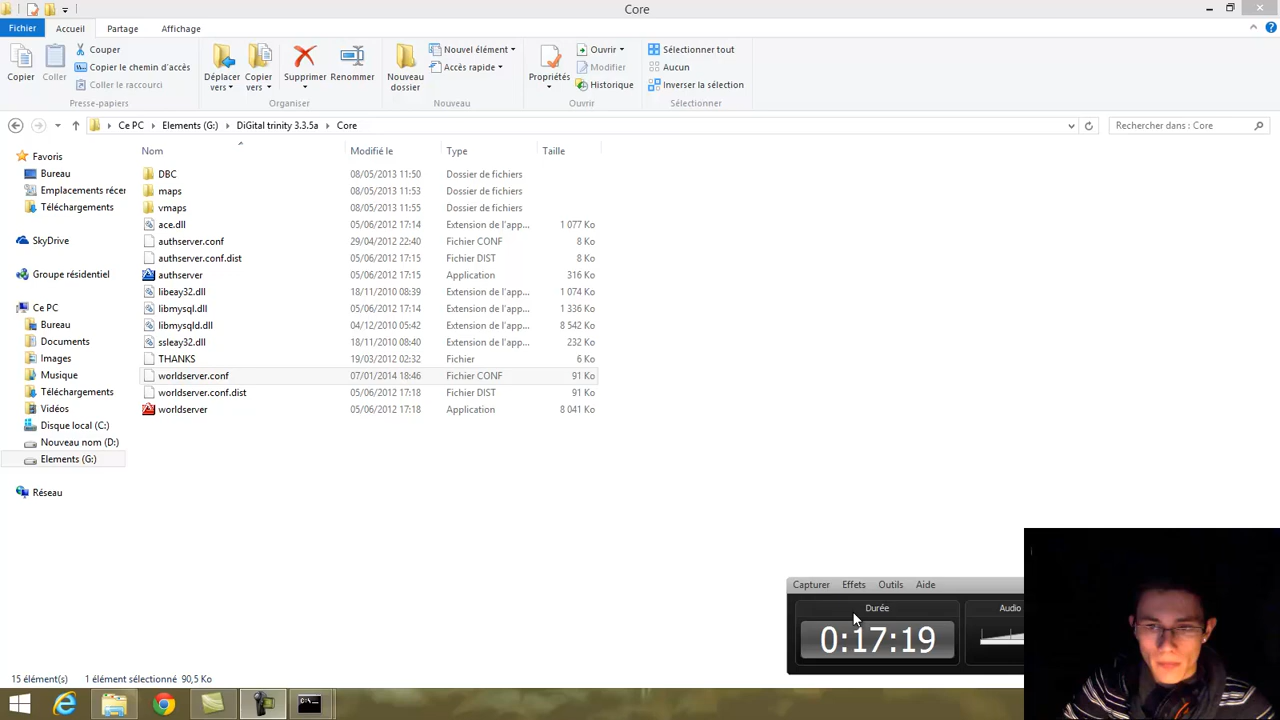 Core
Fichier Accueil Partage Affichage
Copier
Coller
Couper
Copier le chemin d'accès
Coller le raccourci
Presse-papiers
Déplacer vers
Copier vers
Supprimer
Renommer
Organiser
Nouveau dossier
Nouvel élément
Accès rapide
Nouveau
Propriétés
Ouvrir
Modifier
Historique
Ouvrir
Sélectionner tout
Aucun
Inverser la sélection
Sélectionner
Ce PC Elements (G:) DiGital trinity 3.3.5a Core
Rechercher dans : Core
Favoris
Bureau
Emplacements récer
Téléchargements
SkyDrive
Groupe résidentiel
Ce PC
Bureau
Documents
Images
Musique
Téléchargements
Vidéos
Disque local (C:)
Nouveau nom (D:)
Elements (G:)
Réseau
Nom Modifié le Type Taille
DBC 08/05/2013 11:50 Dossier de fichiers
maps 08/05/2013 11:53 Dossier de fichiers
vmaps 08/05/2013 11:55 Dossier de fichiers
ace.dll 05/06/2012 17:14 Extension de l'app... 1 077 Ko
authserver.conf 29/04/2012 22:40 Fichier CONF 8 Ko
authserver.conf.dist 05/06/2012 17:15 Fichier DIST 8 Ko
authserver 05/06/2012 17:15 Application 316 Ko
libeay32.dll 18/11/2010 08:39 Extension de l'app... 1 074 Ko
libmysql.dll 05/06/2012 17:14 Extension de l'app... 1 336 Ko
libmysqld.dll 04/12/2010 05:42 Extension de l'app... 8 542 Ko
ssleay32.dll 18/11/2010 08:40 Extension de l'app... 232 Ko
THANKS 19/03/2012 02:32 Fichier 6 Ko
worldserver.conf 07/01/2014 18:46 Fichier CONF 91 Ko
worldserver.conf.dist 05/06/2012 17:18 Fichier DIST 91 Ko
worldserver 05/06/2012 17:18 Application 8 041 Ko
Capturer Effets Outils Aide
Durée
0:17:19
Audio
15 élément(s) 1 élément sélectionné 90,5 Ko